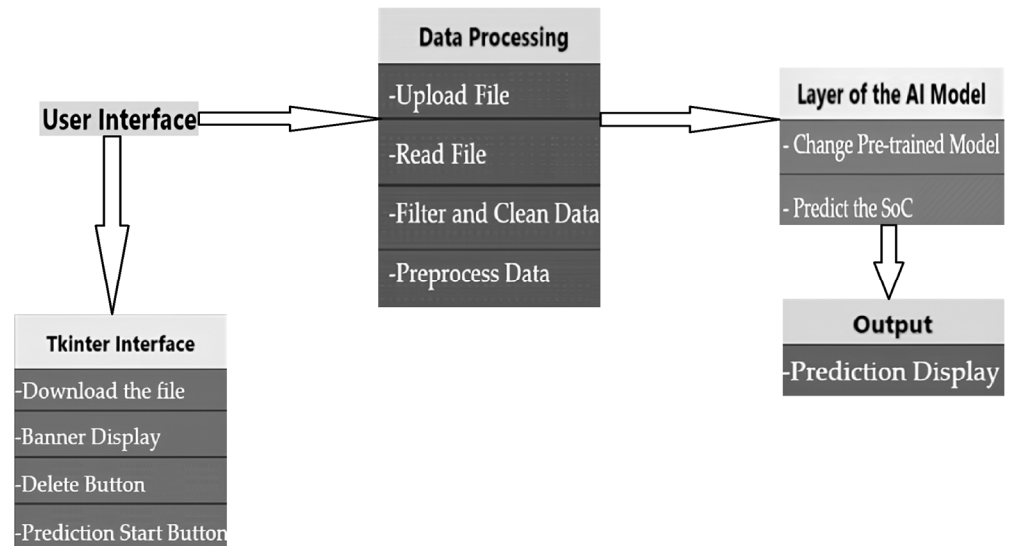 User Interface
Tkinter Interface
-Download the file
-Banner Display
-Delete Button
-Prediction Start Button
Data Processing
-Upload File
-Read File
-Filter and Clean Data
-Preprocess Data
Layer of the AI Model
- Change Pre-trained Model
- Predict the SoC
Output
-Prediction Display